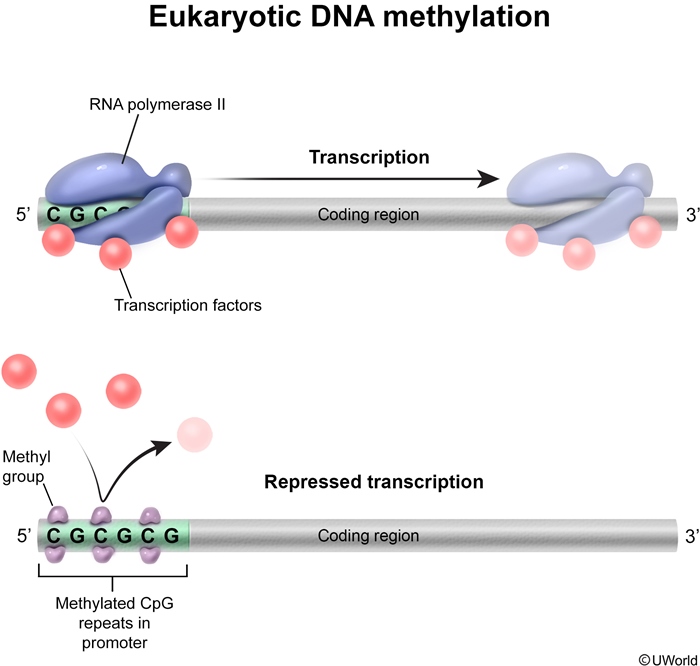 Eukaryotic DNA methylation
RNA polymerase II
Transcription
5’ C G C Coding region 3’
Transcription factors
Methyl
group
Repressed transcription
5’ C G C G C G Coding region 3’
Methylated CpG
repeats in
promoter
©UWorld